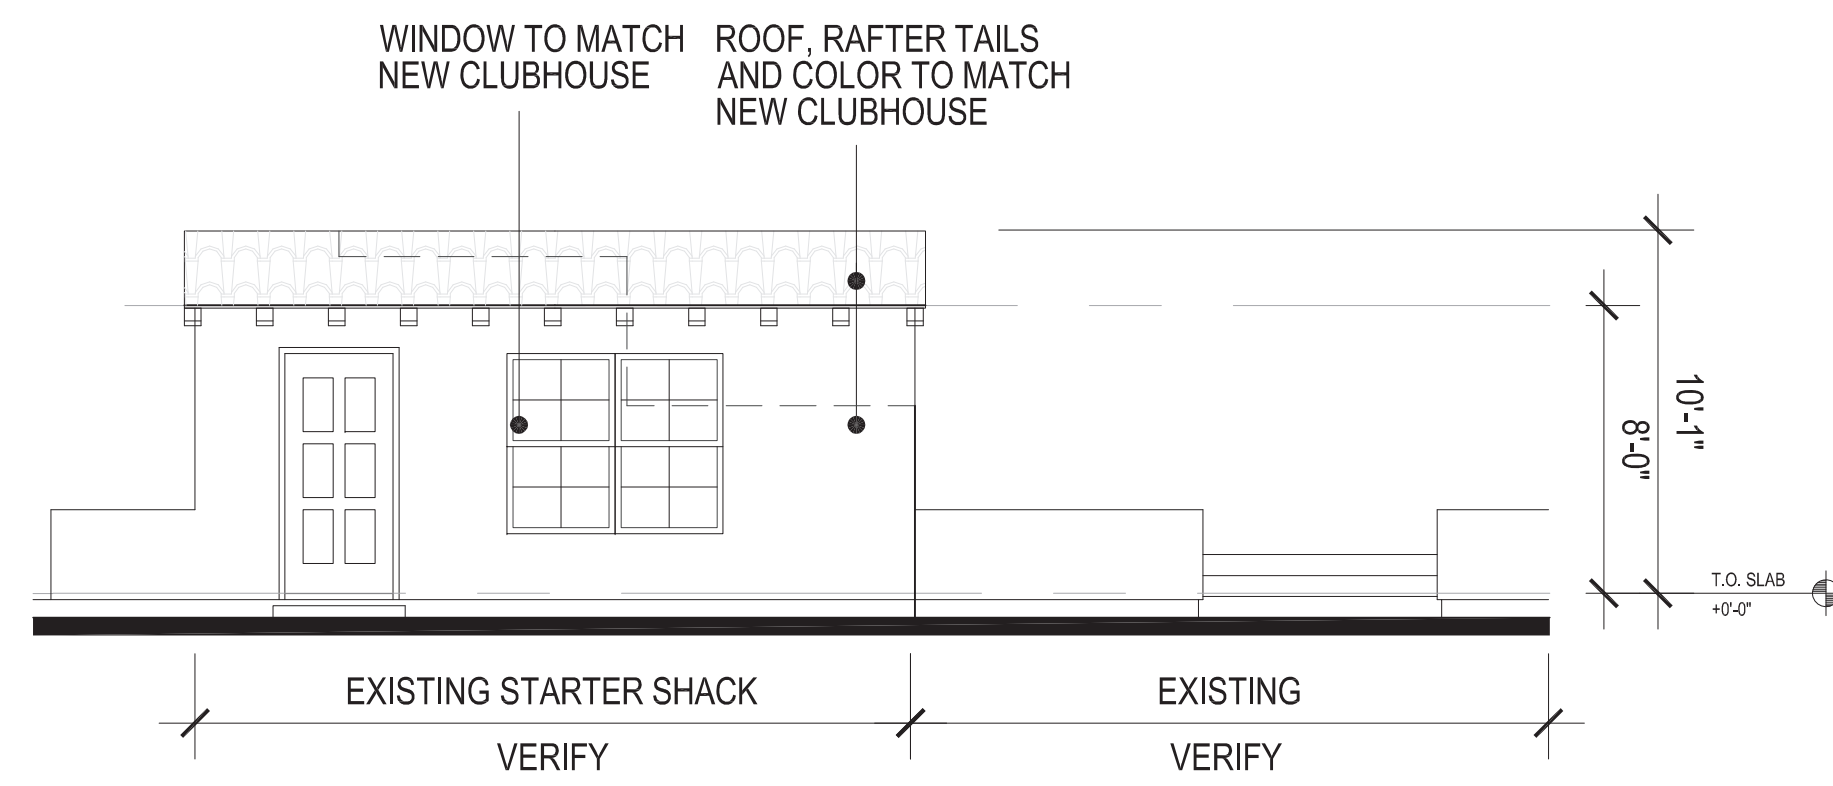 WINDOW TO MATCH
NEW CLUBHOUSE
ROOF, RAFTER TAILS
AND COLOR TO MATCH
NEW CLUBHOUSE
10'-1"
8'-0"
T.O. SLAB
+0'-0"
EXISTING STARTER SHACK
VERIFY
EXISTING
VERIFY